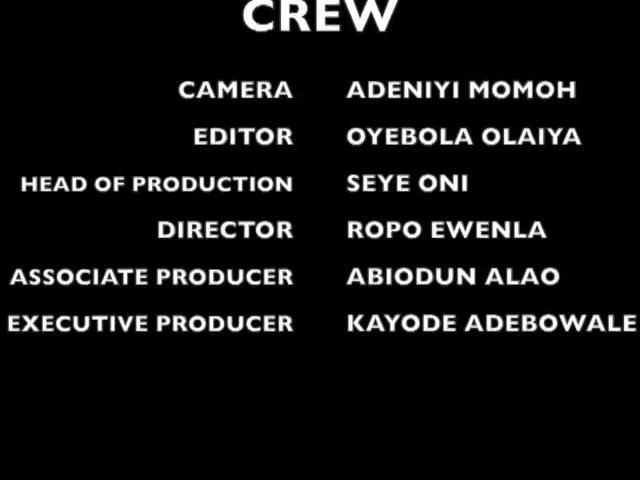 CREW
CAMERA ADENIYI MOMOH
EDITOR OYEBOLA OLAIYA
HEAD OF PRODUCTION SEYE ONI
DIRECTOR ROPO EWENLA
ASSOCIATE PRODUCER ABIODUN ALAO
EXECUTIVE PRODUCER KAYODE ADEBOWALE